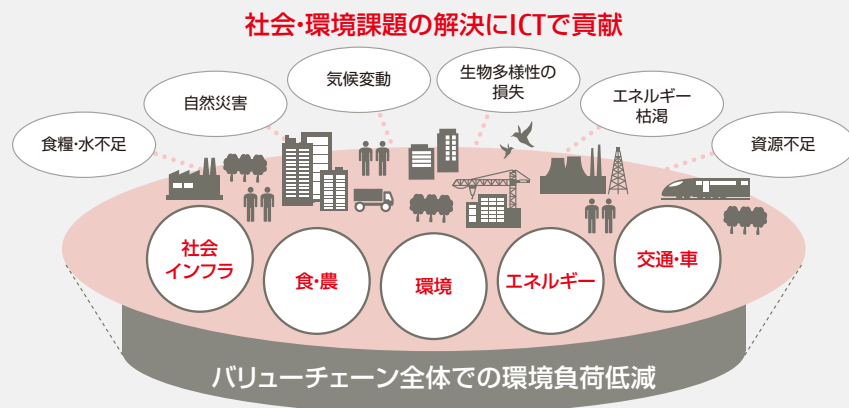 社会・環境課題の解決にICTで貢献
食糧・水不足
自然災害
気候変動
生物多様性の
損失
エネルギー
枯渇
資源不足
社会
インフラ
食・農
環境
エネルギー
交通・車
バリューチェーン全体での環境負荷低減